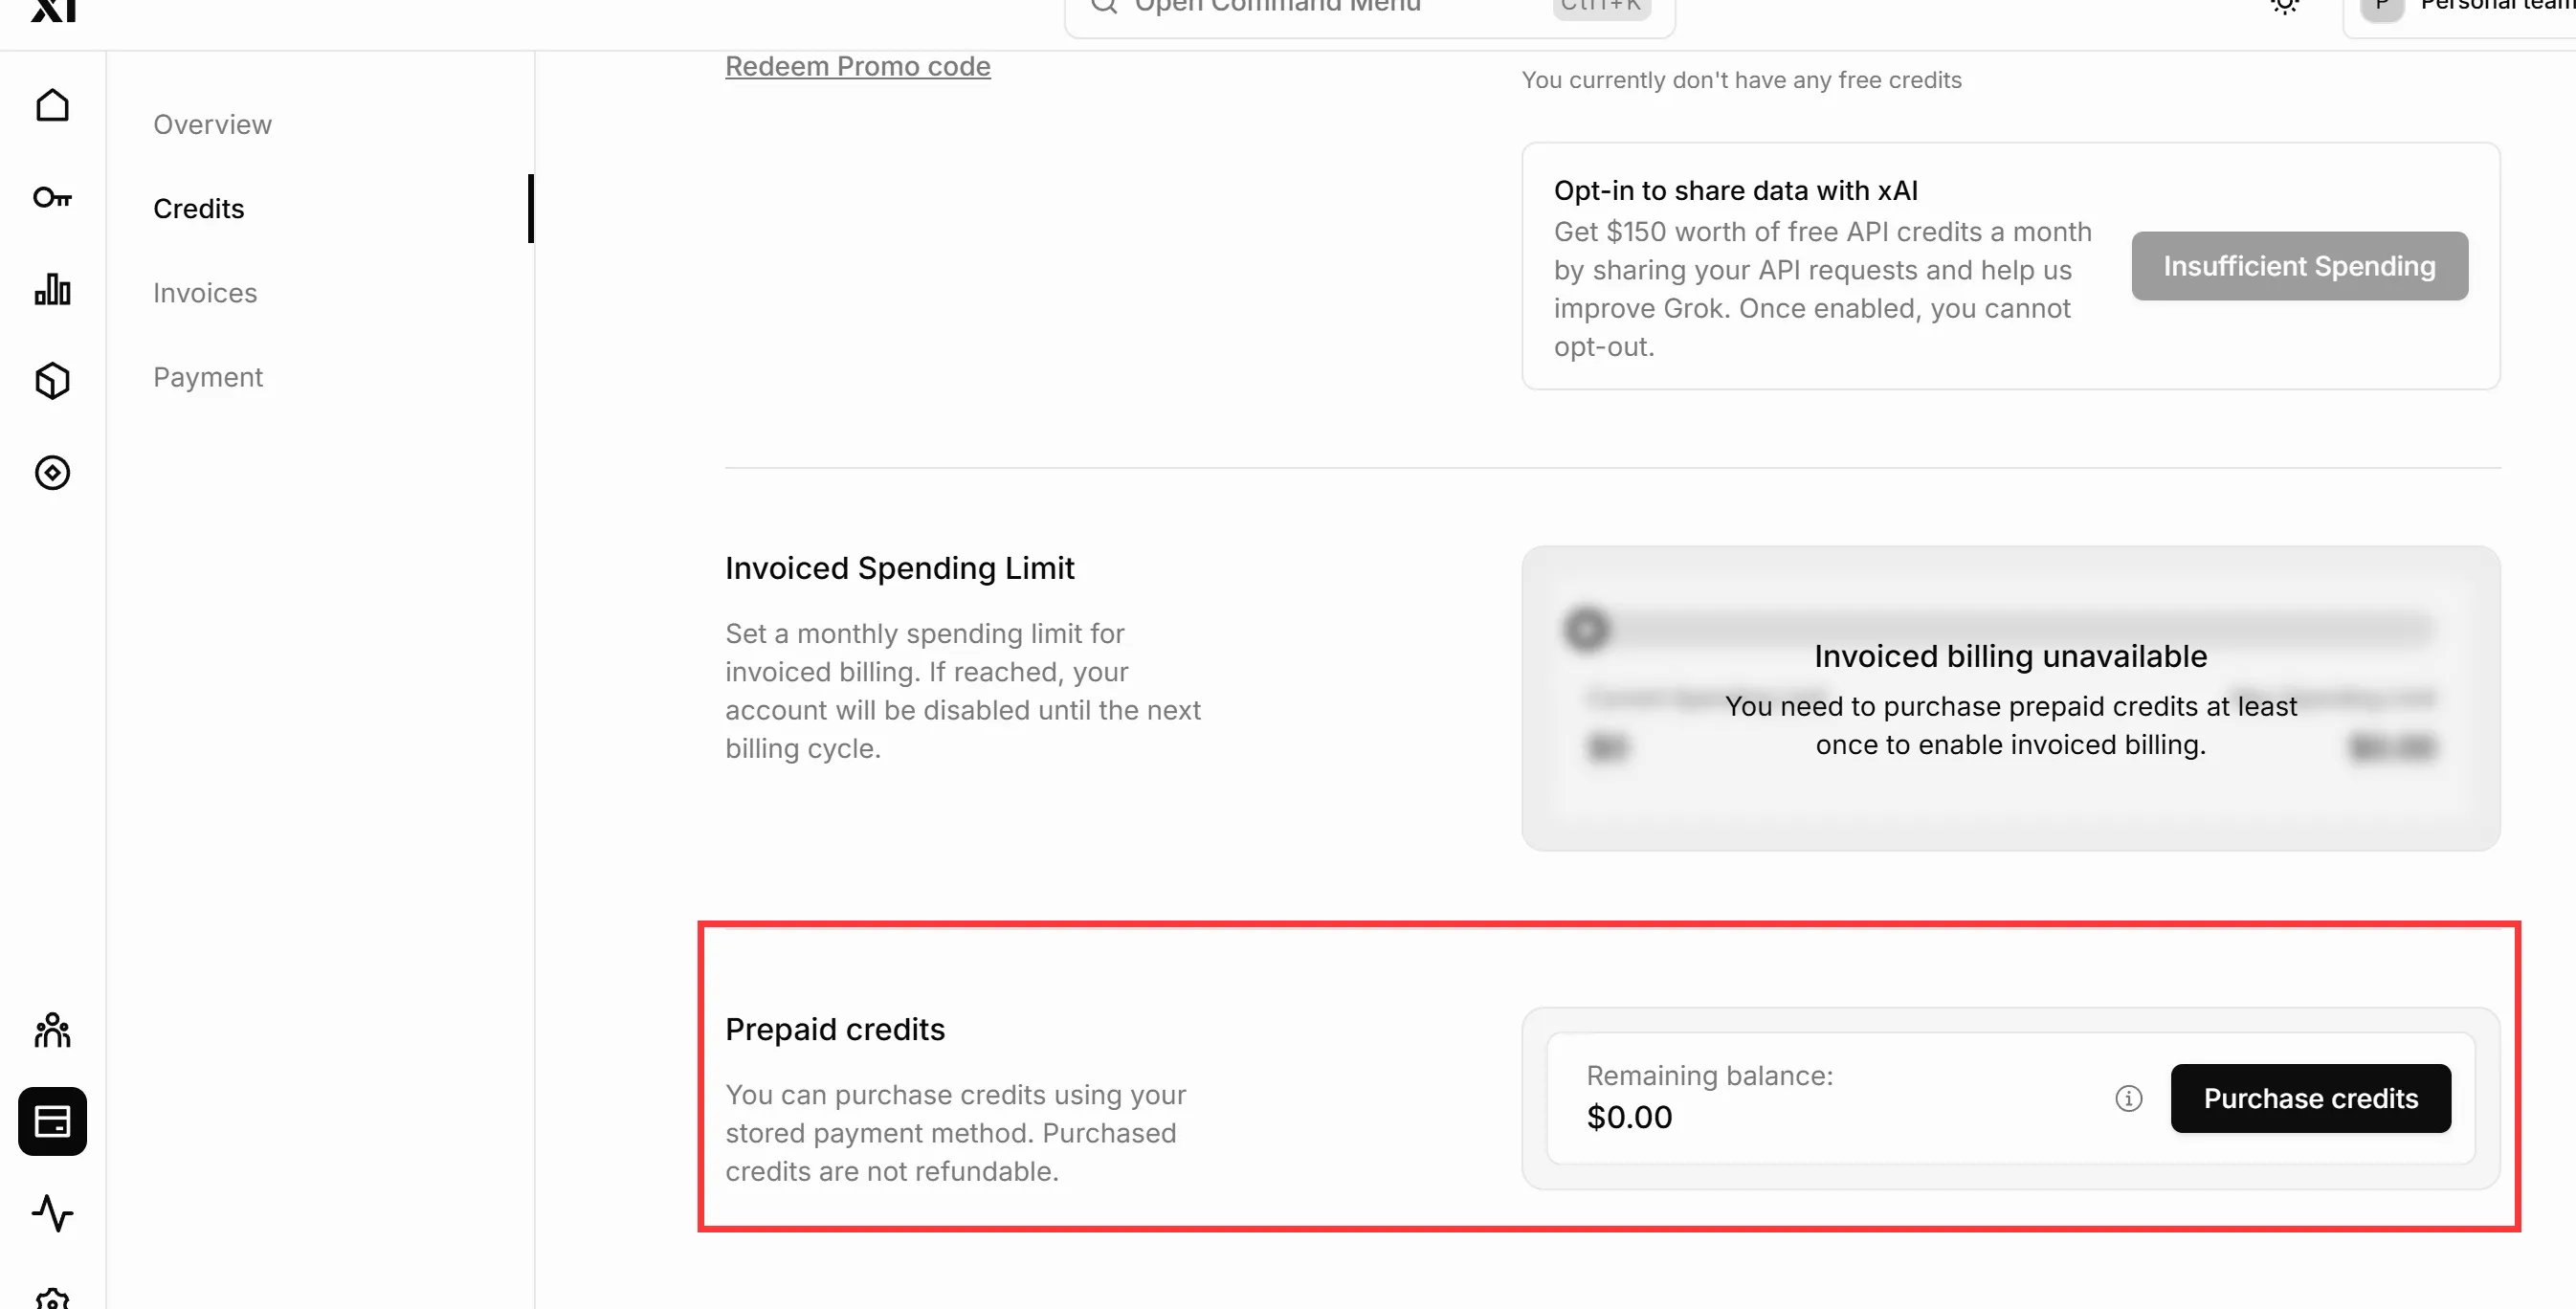 xI
Open Command Menu
Ctrl+K
P
Personal team
Overview
Credits
Invoices
Payment
Redeem Promo code
You currently don't have any free credits
Opt-in to share data with xAI
Get $150 worth of free API credits a month
by sharing your API requests and help us
improve Grok. Once enabled, you cannot
opt-out.
Insufficient Spending
Invoiced Spending Limit
Set a monthly spending limit for
invoiced billing. If reached, your
account will be disabled until the next
billing cycle.
Invoiced billing unavailable
You need to purchase prepaid credits at least
once to enable invoiced billing.
Prepaid credits
You can purchase credits using your
stored payment method. Purchased
credits are not refundable.
Remaining balance:
$0.00
Purchase credits